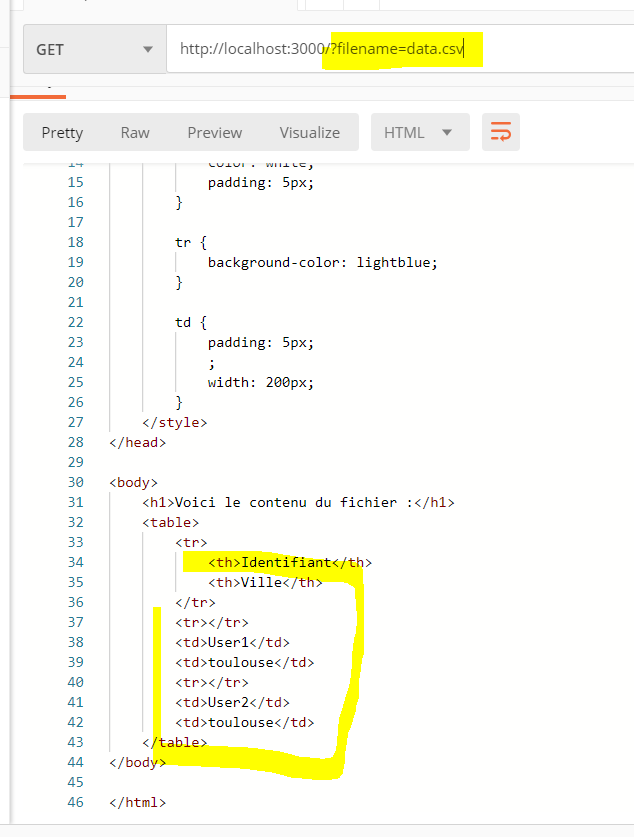 GET http://localhost:3000/?filename=data.csv
Pretty Raw Preview Visualize HTML
14 color: white;
15 padding: 5px;
16 }
17
18 tr {
19 background-color: lightblue;
20 }
21
22 td {
23 padding: 5px;
24 ;
25 width: 200px;
26 }
27 </style>
28 </head>
29
30 <body>
31 <h1>Voici le contenu du fichier :</h1>
32 <table>
33 <tr>
34 <th>Identifiant</th>
35 <th>Ville</th>
36 </tr>
37 <tr></tr>
38 <td>User1</td>
39 <td>toulouse</td>
40 <tr></tr>
41 <td>User2</td>
42 <td>toulouse</td>
43 </table>
44 </body>
45
46 </html>